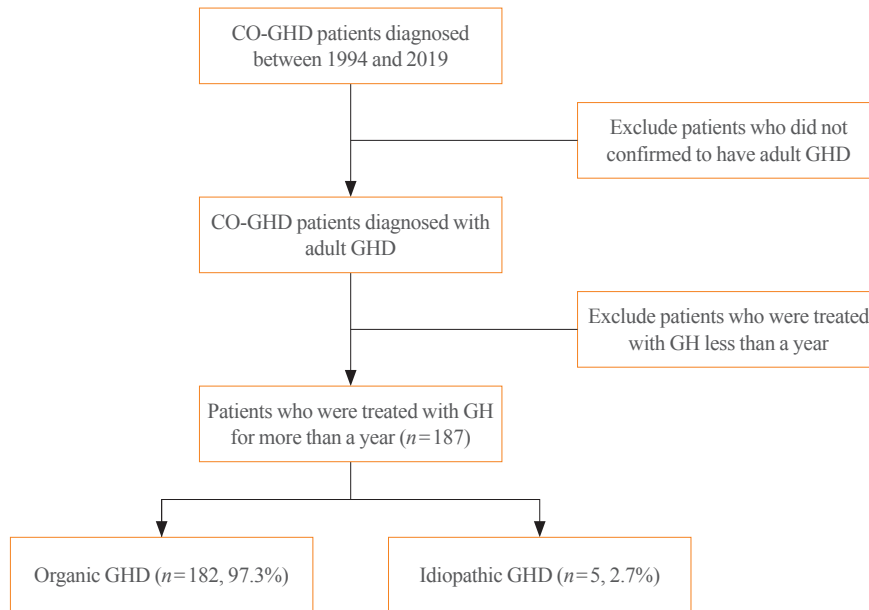 CO-GHD patients diagnosed
between 1994 and 2019
Exclude patients who did not
confirmed to have adult GHD
CO-GHD patients diagnosed with
adult GHD
Exclude patients who were treated
with GH less than a year
Patients who were treated with GH
for more than a year (n=187)
Organic GHD (n=182, 97.3%)
Idiopathic GHD (n=5, 2.7%)